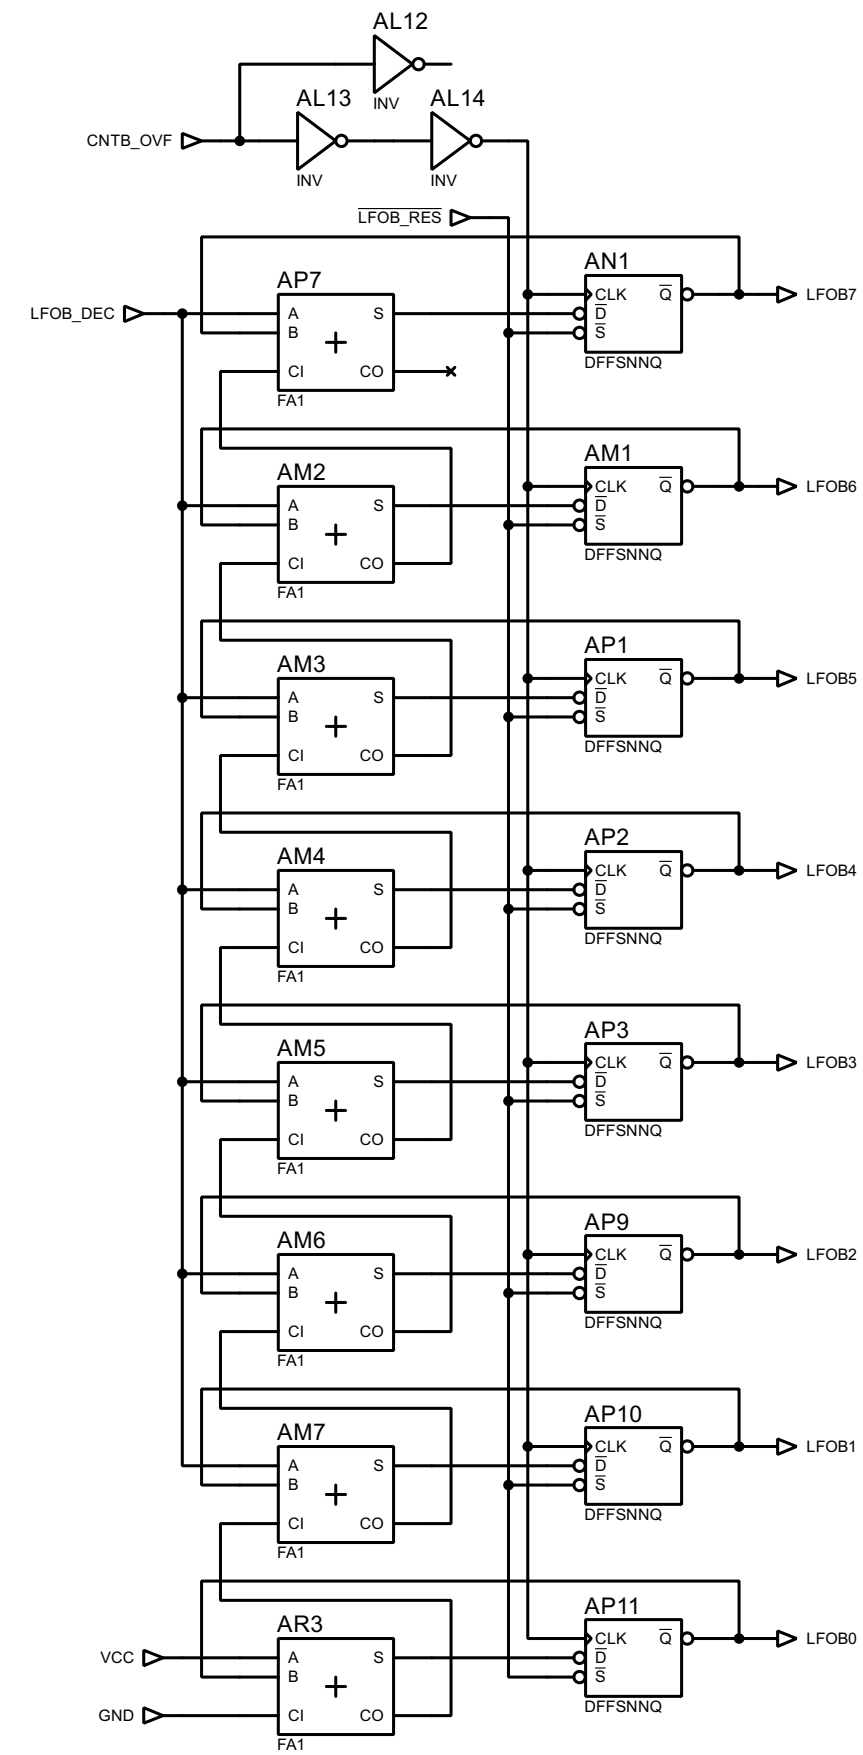 AL12
INV
AL13 AL14
CNTB_OVF
INV INV
LFOB_RES
AN1
AP7
CLK Q LFOB7
LFOB_DEC A S D
B S
CI CO DFFSNNQ
FA1
AM1
AM2
CLK Q LFOB6
A S D
B S
CI CO DFFSNNQ
FA1
AP1
AM3
CLK Q LFOB5
A S D
B S
CI CO DFFSNNQ
FA1
AP2
AM4
CLK Q LFOB4
A S D
B S
CI CO DFFSNNQ
FA1
AP3
AM5
CLK Q LFOB3
A S D
B S
CI CO DFFSNNQ
FA1
AP9
AM6
CLK Q LFOB2
A S D
B S
CI CO DFFSNNQ
FA1
AP10
AM7
CLK Q LFOB1
A S D
B S
CI CO DFFSNNQ
FA1
AP11
AR3
CLK Q LFOB0
VCC A S D
B S
GND CI CO DFFSNNQ
FA1